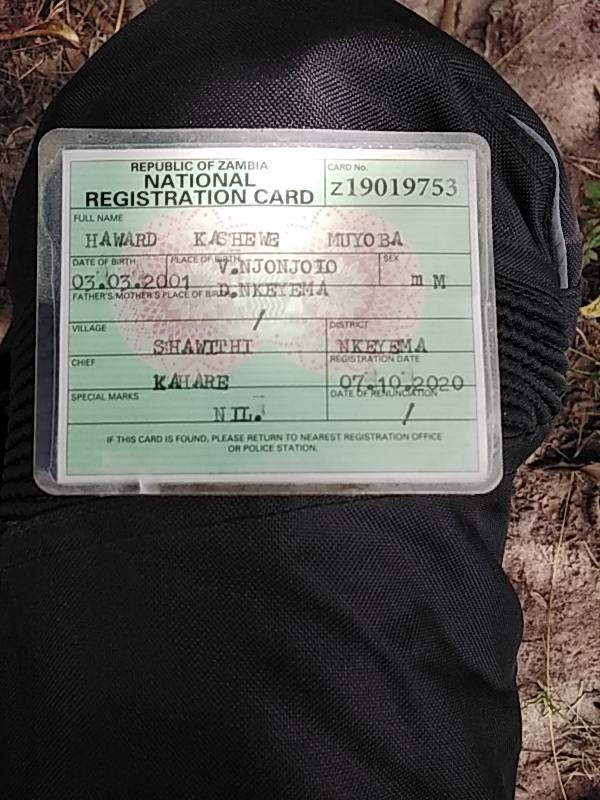 REPUBLIC OF ZAMBIA
NATIONAL
REGISTRATION CARD
CARD No.
Z19019753
FULL NAME
HAWARD KASHEWE MUYOBA
DATE OF BIRTH PLACE OF BIRTH SEX
03.03.2001 V.NJONJOIO m M
FATHER'S/MOTHER'S PLACE OF BIRTH D.NKEYEMA
/
VILLAGE DISTRICT
SHAWITHI NKEYEMA
CHIEF REGISTRATION DATE
KAHARE 07.10.2020
SPECIAL MARKS DATE OF RENUNCIATION
NIL. /
IF THIS CARD IS FOUND, PLEASE RETURN TO NEAREST REGISTRATION OFFICE
OR POLICE STATION.